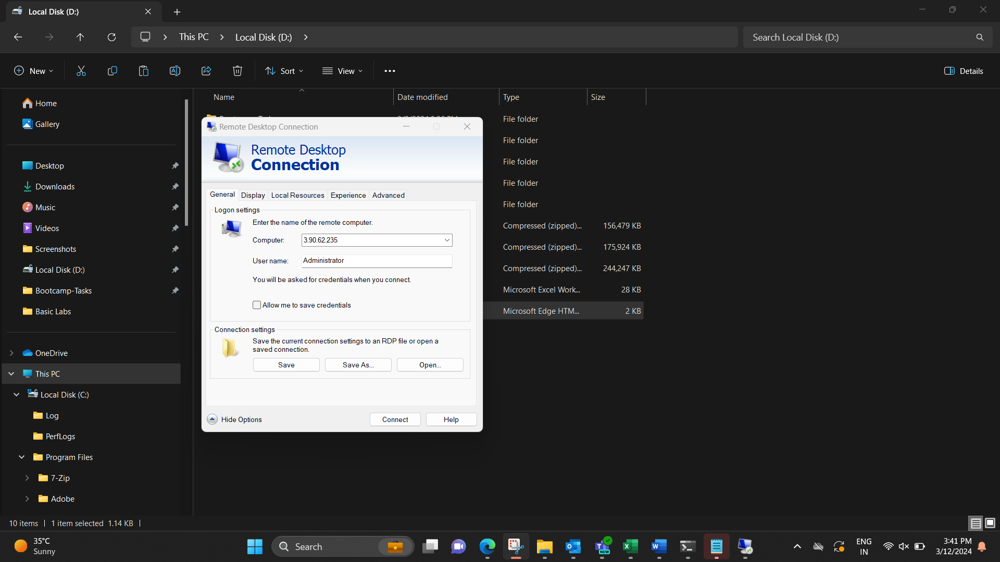 Local Disk (D:)
This PC
Local Disk (D:)
Search Local Disk (D:)
New
Sort
View
Details
Name
Date modified
Type
Size
Home
Gallery
Desktop
Downloads
Music
Videos
Screenshots
Local Disk (D:)
Bootcamp-Tasks
Basic Labs
OneDrive
This PC
Local Disk (C:)
Log
PerfLogs
Program Files
7-Zip
Adobe
File folder
File folder
File folder
File folder
File folder
Compressed (zipped)... 156,479 KB
Compressed (zipped)... 175,924 KB
Compressed (zipped)... 244,247 KB
Microsoft Excel Work... 28 KB
Microsoft Edge HTM... 2 KB
Remote Desktop Connection
Remote Desktop
Connection
General Display Local Resources Experience Advanced
Logon settings
Enter the name of the remote computer.
Computer: 3.90.62.235
User name: Administrator
You will be asked for credentials when you connect.
Allow me to save credentials
Connection settings
Save the current connection settings to an RDP file or open a
saved connection.
Save Save As... Open...
Hide Options
Connect Help
10 items | 1 item selected 1.14 KB |
35°C
Sunny
Search
NEW
ENG
IN
3:41 PM
3/12/2024